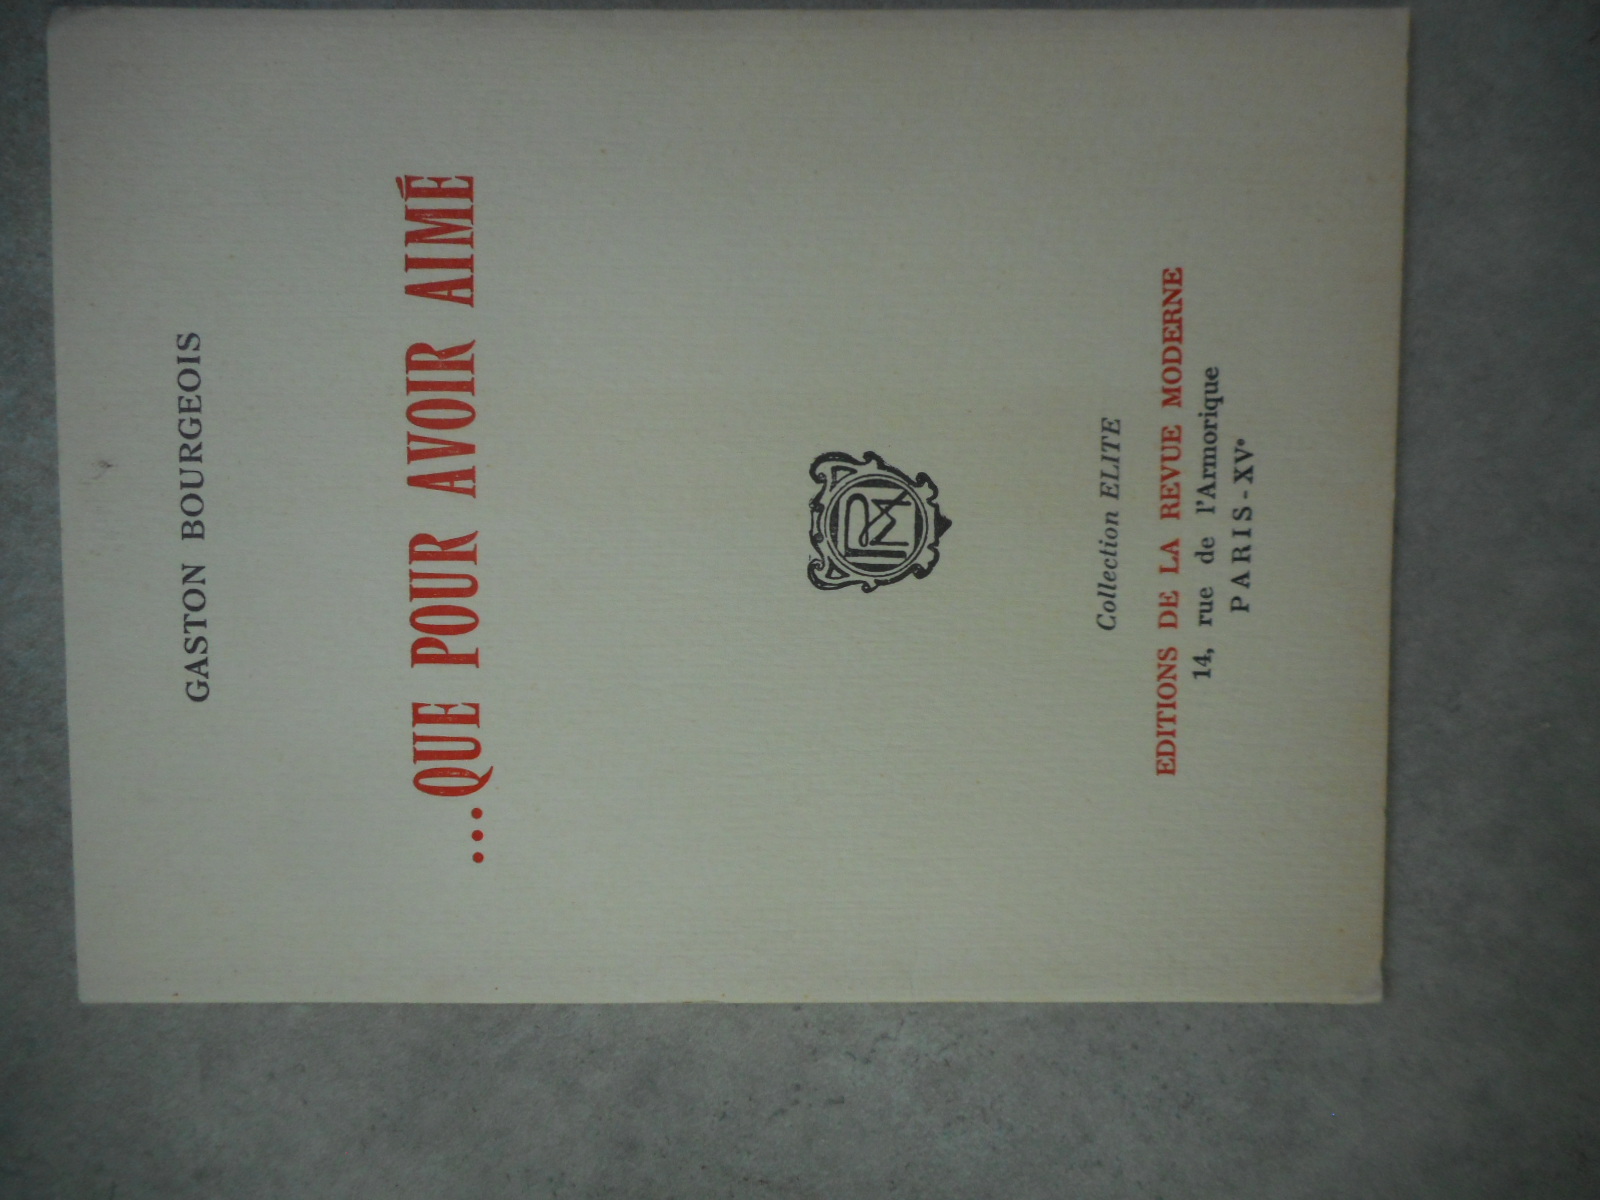 GASTON BOURGEOIS
...QUE POUR AVOIR AIMÉ
LRM
Collection ELITE
EDITIONS DE LA REVUE MODERNE
14, rue de l'Armorique
PARIS-XVe